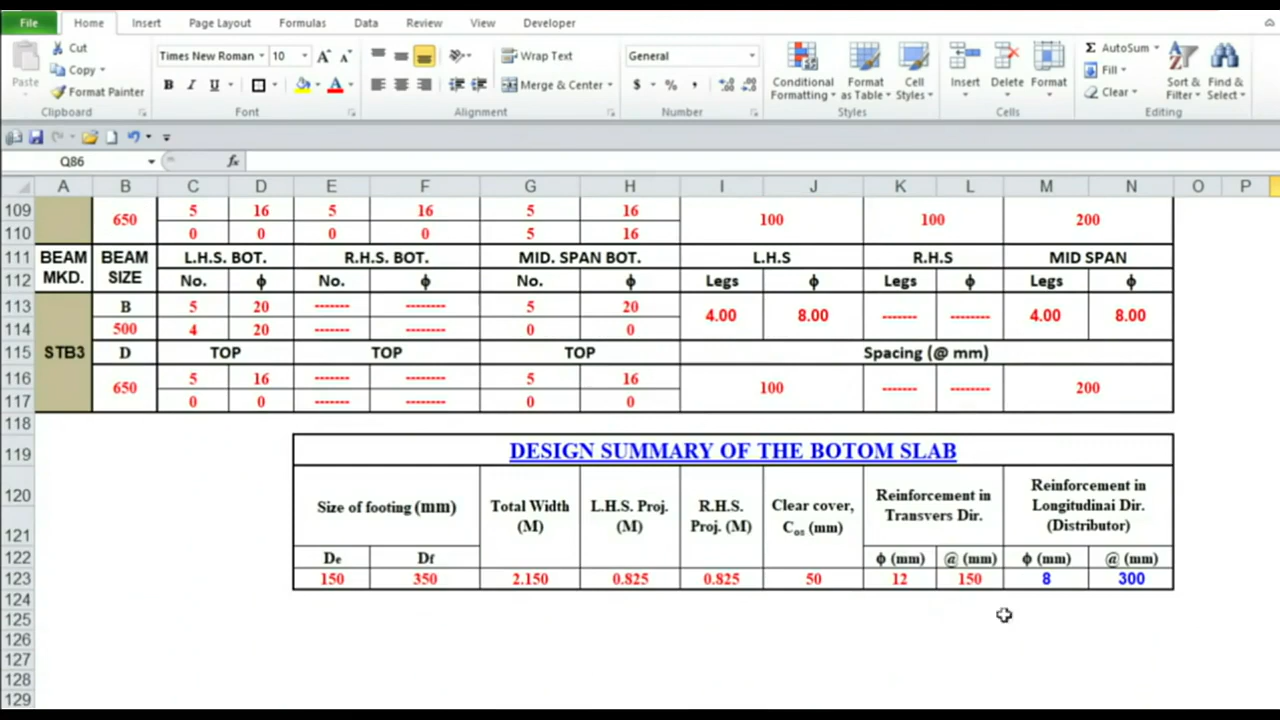 File Home Insert Page Layout Formulas Data Review View Developer
Cut Times New Roman 10 A A Wrap Text General Σ AutoSum
Paste Copy Fill
Format Painter B I U A Merge & Center $ % , Conditional Formatting Format as Table Cell Styles Insert Delete Format Clear Sort & Filter Find & Select
Clipboard Font Alignment Number Styles Cells Editing
Q86 fx
A B C D E F G H I J K L M N O P
109 650 5 16 5 16 5 16 100 100 200
110 0 0 0 0 5 16
111 BEAM BEAM L.H.S. BOT. R.H.S. BOT. MID. SPAN BOT. L.H.S R.H.S MID SPAN
112 MKD. SIZE No. ϕ No. ϕ No. ϕ Legs ϕ Legs ϕ Legs ϕ
113 B 5 20 ------- -------- 5 20 4.00 8.00 ------- -------- 4.00 8.00
114 500 4 20 ------- -------- 0 0
115 STB3 D TOP TOP TOP Spacing (@ mm)
116 650 5 16 ------- -------- 5 16 100 ------- -------- 200
117 0 0 ------- -------- 0 0
118
119 DESIGN SUMMARY OF THE BOTOM SLAB
120 Size of footing (mm) Total Width (M) L.H.S. Proj. (M) R.H.S. Proj. (M) Clear cover, Cos (mm) Reinforcement in Transvers Dir. Reinforcement in Longitudinai Dir. (Distributor)
121
122 De Df ϕ (mm) @ (mm) ϕ (mm) @ (mm)
123 150 350 2.150 0.825 0.825 50 12 150 8 300
124
125
126
127
128
129